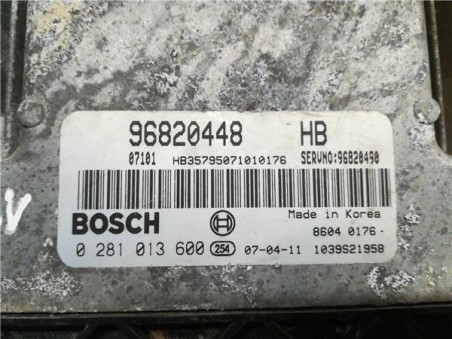 96820448 HB
07101 HB35795071010176 SERVNO:96820490
BOSCH
Made in Korea
8604 0176-
0 281 013 600 254 07-04-11 1039S21958
V